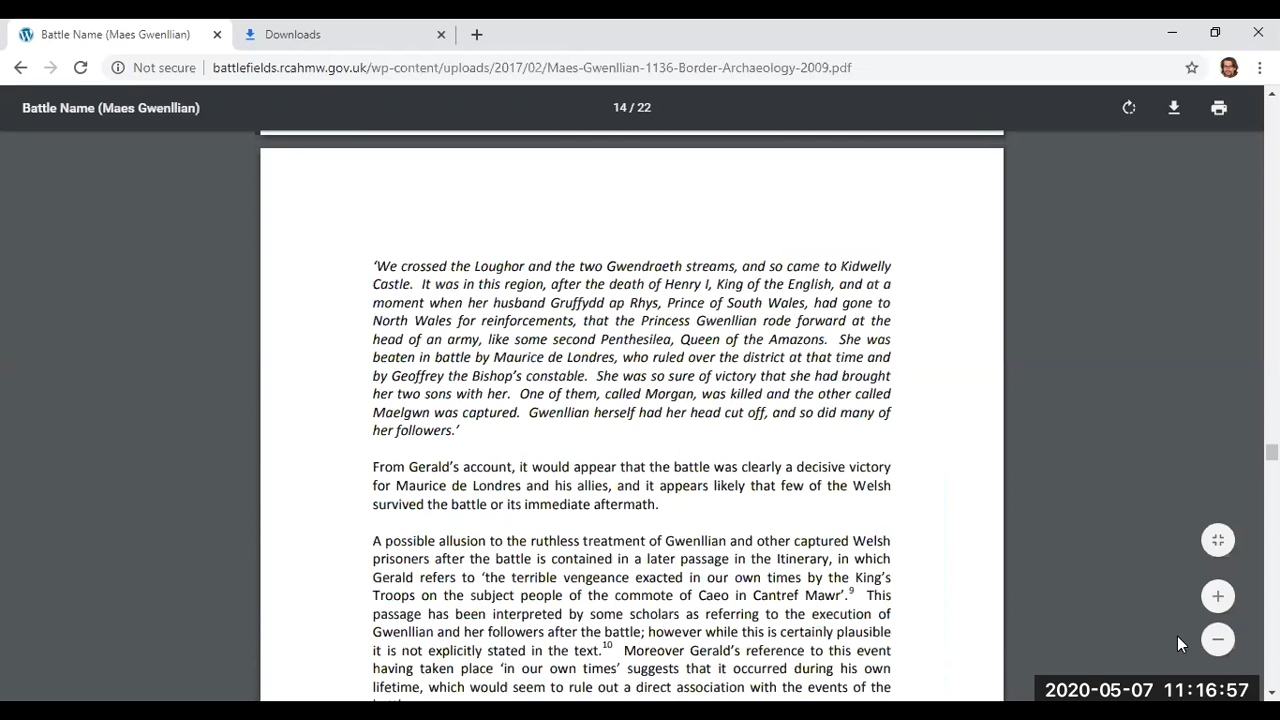 Battle Name (Maes Gwenllian)
Downloads
Not secure
battlefields.rcahmw.gov.uk/wp-content/uploads/2017/02/Maes-Gwenllian-1136-Border-Archaeology-2009.pdf
Battle Name (Maes Gwenllian)
14 / 22
‘We crossed the Loughor and the two Gwendraeth streams, and so came to Kidwelly
Castle. It was in this region, after the death of Henry I, King of the English, and at a
moment when her husband Gruffydd ap Rhys, Prince of South Wales, had gone to
North Wales for reinforcements, that the Princess Gwenllian rode forward at the
head of an army, like some second Penthesilea, Queen of the Amazons. She was
beaten in battle by Maurice de Londres, who ruled over the district at that time and
by Geoffrey the Bishop’s constable. She was so sure of victory that she had brought
her two sons with her. One of them, called Morgan, was killed and the other called
Maelgwn was captured. Gwenllian herself had her head cut off, and so did many of
her followers.’
From Gerald’s account, it would appear that the battle was clearly a decisive victory
for Maurice de Londres and his allies, and it appears likely that few of the Welsh
survived the battle or its immediate aftermath.
A possible allusion to the ruthless treatment of Gwenllian and other captured Welsh
prisoners after the battle is contained in a later passage in the Itinerary, in which
Gerald refers to ‘the terrible vengeance exacted in our own times by the King’s
Troops on the subject people of the commote of Caeo in Cantref Mawr’.9 This
passage has been interpreted by some scholars as referring to the execution of
Gwenllian and her followers after the battle; however while this is certainly plausible
it is not explicitly stated in the text.10 Moreover Gerald’s reference to this event
having taken place ‘in our own times’ suggests that it occurred during his own
lifetime, which would seem to rule out a direct association with the events of the
2020-05-07 11:16:57